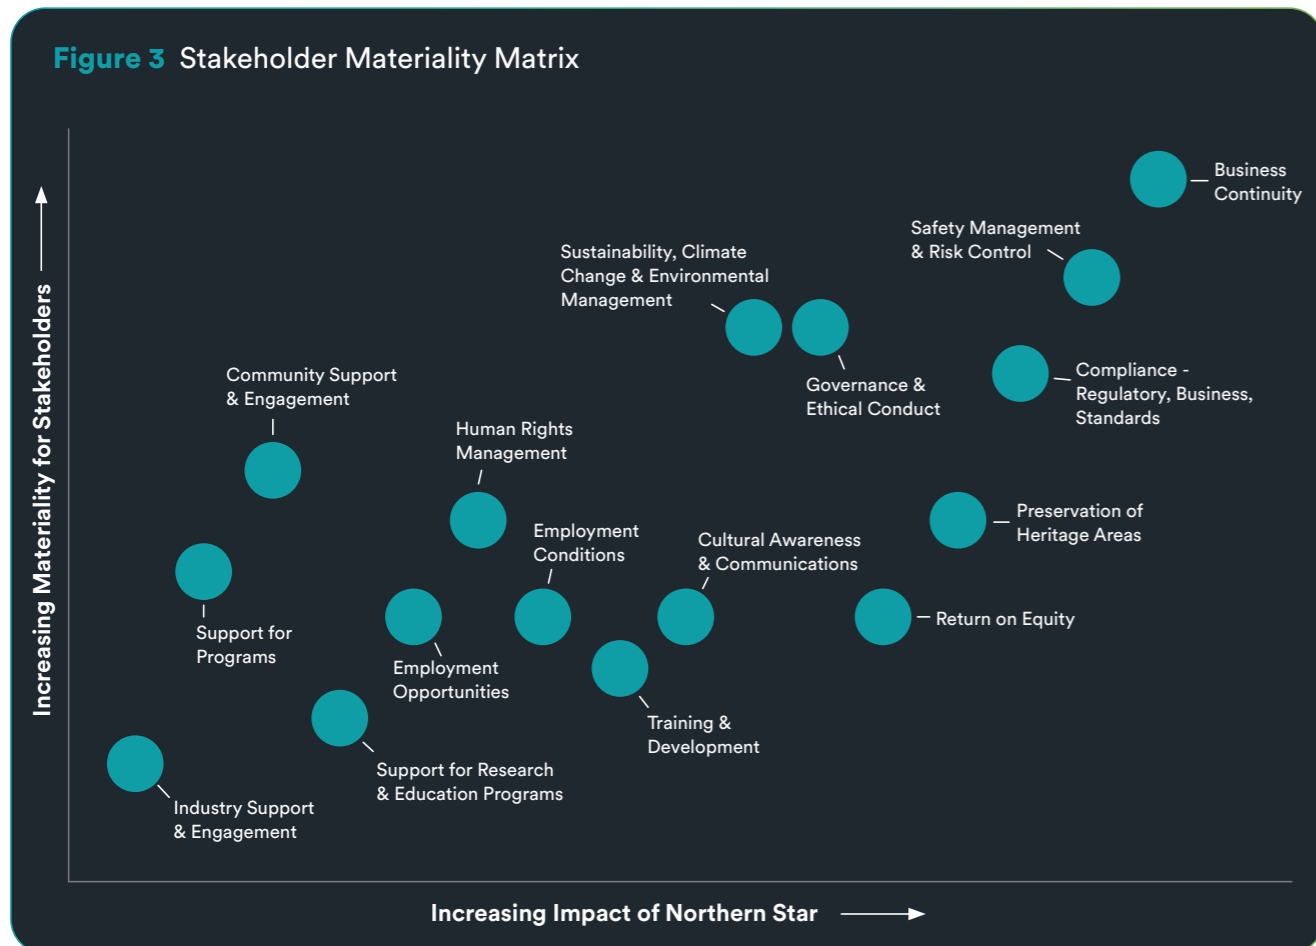 Figure 3 Stakeholder Materiality Matrix
Increasing Materiality for Stakeholders
Business
Continuity
Safety Management
& Risk Control
Sustainability, Climate
Change & Environmental
Management
Governance &
Ethical Conduct
Compliance -
Regulatory, Business,
Standards
Community Support
& Engagement
Human Rights
Management
Preservation of
Heritage Areas
Employment
Conditions
Cultural Awareness
& Communications
Support for
Programs
Employment
Opportunities
Return on Equity
Training &
Development
Support for Research
& Education Programs
Industry Support
& Engagement
Increasing Impact of Northern Star